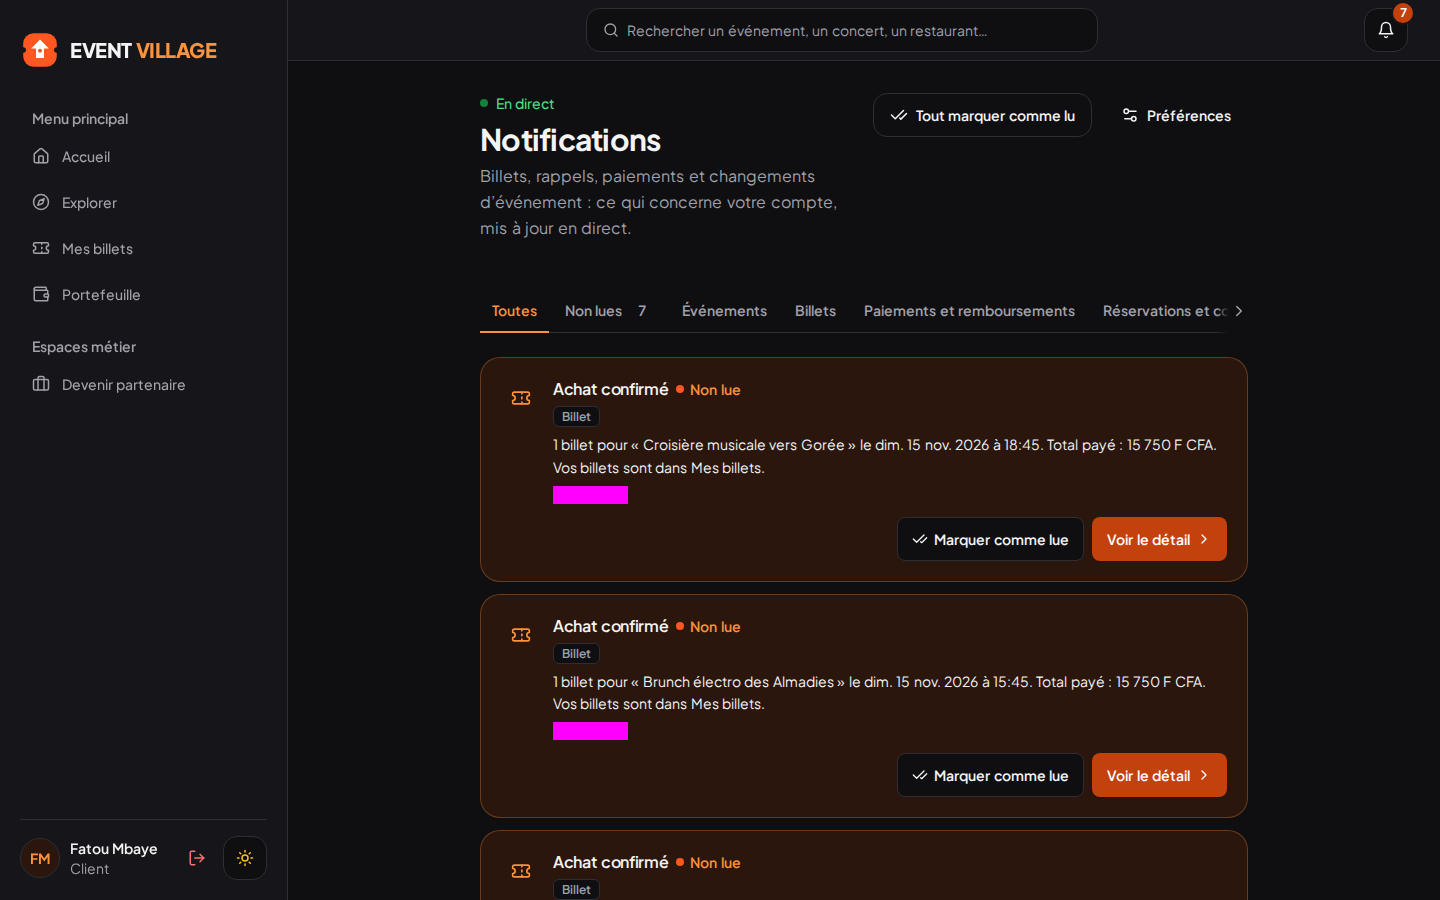 EVENT VILLAGE
Menu principal
Accueil
Explorer
Mes billets
Portefeuille
Espaces métier
Devenir partenaire
FM
Fatou Mbaye
Client
Rechercher un événement, un concert, un restaurant…
7
En direct
Notifications
Billets, rappels, paiements et changements
d’événement : ce qui concerne votre compte,
mis à jour en direct.
Tout marquer comme lu
Préférences
Toutes
Non lues 7
Événements
Billets
Paiements et remboursements
Réservations et
Achat confirmé
Non lue
Billet
1 billet pour « Croisière musicale vers Gorée » le dim. 15 nov. 2026 à 18:45. Total payé : 15 750 F CFA.
Vos billets sont dans Mes billets.
Marquer comme lue
Voir le détail
Achat confirmé
Non lue
Billet
1 billet pour « Brunch électro des Almadies » le dim. 15 nov. 2026 à 15:45. Total payé : 15 750 F CFA.
Vos billets sont dans Mes billets.
Marquer comme lue
Voir le détail
Achat confirmé
Non lue
Billet